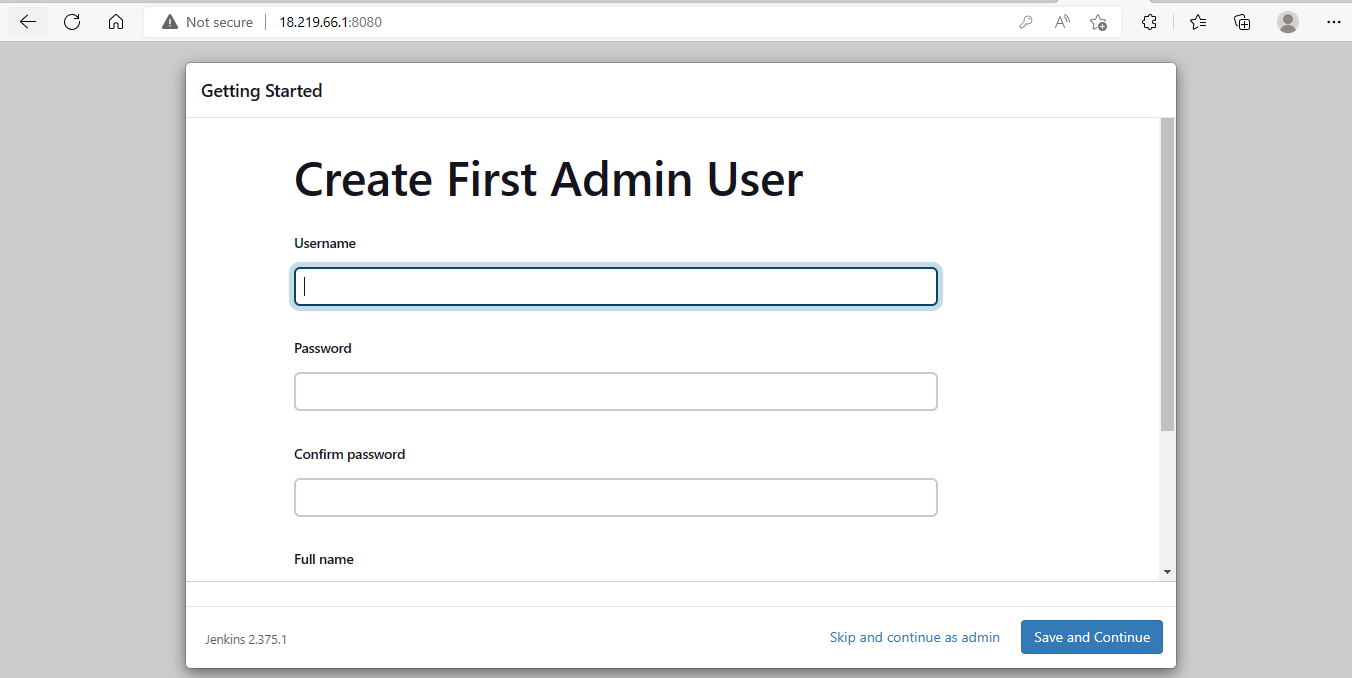 Not secure | 18.219.66.1:8080
Getting Started
Create First Admin User
Username
Password
Confirm password
Full name
Jenkins 2.375.1
Skip and continue as admin
Save and Continue